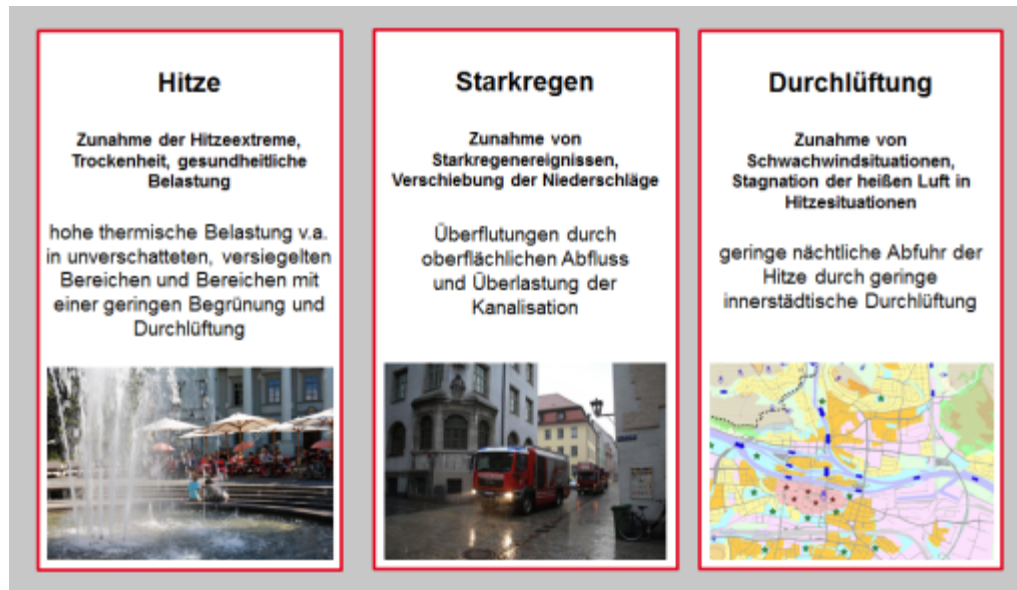 Hitze
Zunahme der Hitzeextreme,
Trockenheit, gesundheitliche
Belastung
hohe thermische Belastung v.a.
in unverschatteten, versiegelten
Bereichen und Bereichen mit
einer geringen Begrünung und
Durchlüftung
Starkregen
Zunahme von
Starkregenereignissen,
Verschiebung der Niederschläge
Überflutungen durch
oberflächlichen Abfluss
und Überlastung der
Kanalisation
Durchlüftung
Zunahme von
Schwachwindsituationen,
Stagnation der heißen Luft in
Hitzesituationen
geringe nächtliche Abfuhr der
Hitze durch geringe
innerstädtische Durchlüftung